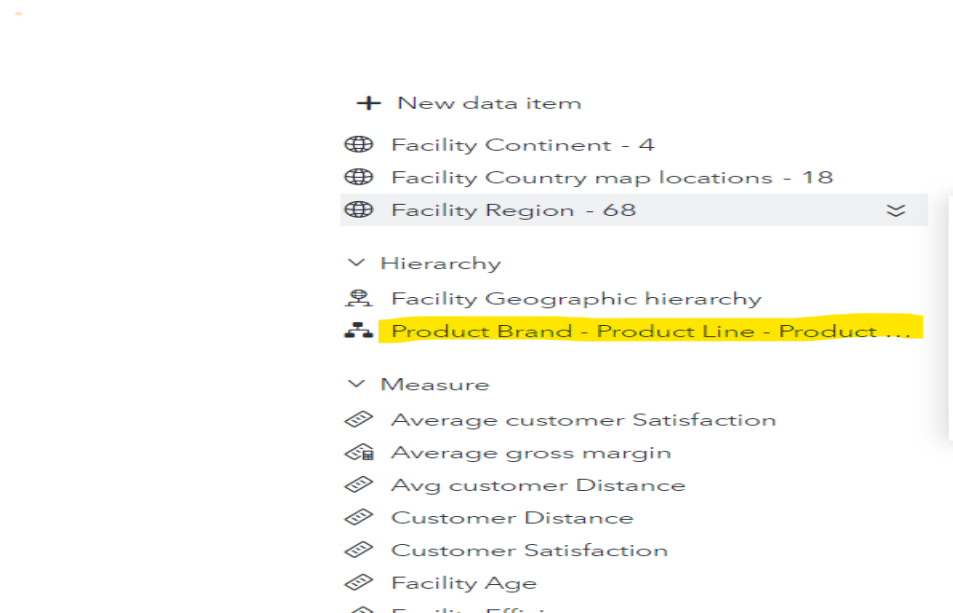 New data item
Facility Continent - 4
Facility Country map locations - 18
Facility Region - 68
Hierarchy
Facility Geographic hierarchy
Product Brand - Product Line - Product ...
Measure
Average customer Satisfaction
Average gross margin
Avg customer Distance
Customer Distance
Customer Satisfaction
Facility Age
Facility